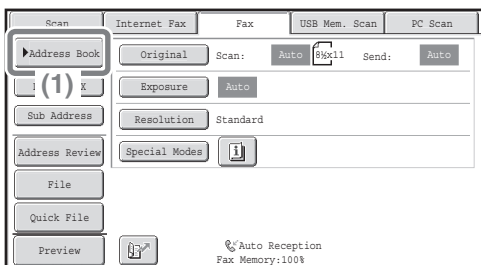 Scan Internet Fax Fax USB Mem. Scan PC Scan
Address Book Original Scan: Auto 8½x11 Send: Auto
(1) X Exposure Auto
Sub Address Resolution Standard
Address Review Special Modes
File
Quick File
Preview Auto Reception
Fax Memory:100%